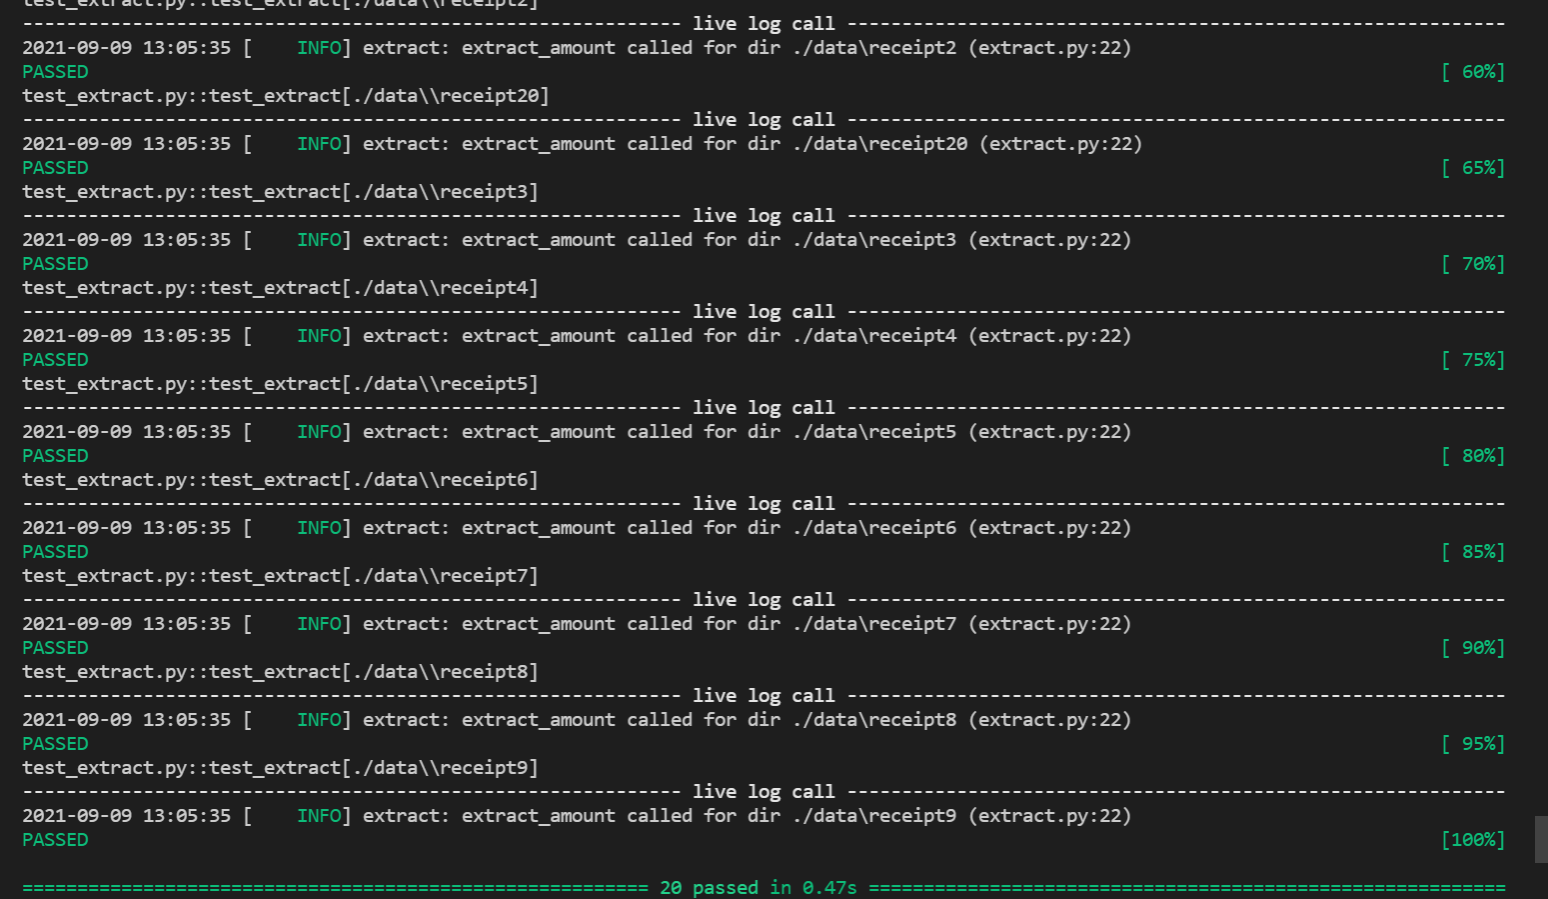 test_extract.py::test_extract[./data\\receipt2]
------------------------------------------------------------ live log call ------------------------------------------------------------
2021-09-09 13:05:35 [    INFO] extract: extract_amount called for dir ./data\receipt2 (extract.py:22)
PASSED [ 60%]
test_extract.py::test_extract[./data\\receipt20]
------------------------------------------------------------ live log call ------------------------------------------------------------
2021-09-09 13:05:35 [    INFO] extract: extract_amount called for dir ./data\receipt20 (extract.py:22)
PASSED [ 65%]
test_extract.py::test_extract[./data\\receipt3]
------------------------------------------------------------ live log call ------------------------------------------------------------
2021-09-09 13:05:35 [    INFO] extract: extract_amount called for dir ./data\receipt3 (extract.py:22)
PASSED [ 70%]
test_extract.py::test_extract[./data\\receipt4]
------------------------------------------------------------ live log call ------------------------------------------------------------
2021-09-09 13:05:35 [    INFO] extract: extract_amount called for dir ./data\receipt4 (extract.py:22)
PASSED [ 75%]
test_extract.py::test_extract[./data\\receipt5]
------------------------------------------------------------ live log call ------------------------------------------------------------
2021-09-09 13:05:35 [    INFO] extract: extract_amount called for dir ./data\receipt5 (extract.py:22)
PASSED [ 80%]
test_extract.py::test_extract[./data\\receipt6]
------------------------------------------------------------ live log call ------------------------------------------------------------
2021-09-09 13:05:35 [    INFO] extract: extract_amount called for dir ./data\receipt6 (extract.py:22)
PASSED [ 85%]
test_extract.py::test_extract[./data\\receipt7]
------------------------------------------------------------ live log call ------------------------------------------------------------
2021-09-09 13:05:35 [    INFO] extract: extract_amount called for dir ./data\receipt7 (extract.py:22)
PASSED [ 90%]
test_extract.py::test_extract[./data\\receipt8]
------------------------------------------------------------ live log call ------------------------------------------------------------
2021-09-09 13:05:35 [    INFO] extract: extract_amount called for dir ./data\receipt8 (extract.py:22)
PASSED [ 95%]
test_extract.py::test_extract[./data\\receipt9]
------------------------------------------------------------ live log call ------------------------------------------------------------
2021-09-09 13:05:35 [    INFO] extract: extract_amount called for dir ./data\receipt9 (extract.py:22)
PASSED [100%]
========================================================= 20 passed in 0.47s ==========================================================